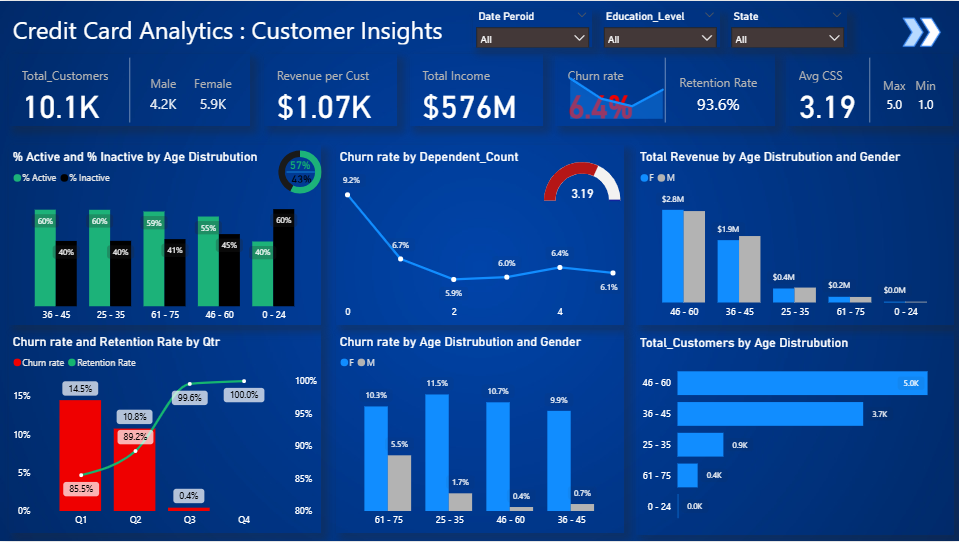 Credit Card Analytics : Customer Insights
Date Peroid
All
Education_Level
All
State
All
Total_Customers
10.1K
Male
4.2K
Female
5.9K
Revenue per Cust
$1.07K
Total Income
$576M
Churn rate
6.4%
Retention Rate
93.6%
Avg CSS
3.19
Max
5.0
Min
1.0
% Active and % Inactive by Age Distrubution
% Active % Inactive
57%
43%
60% 60% 59% 55% 40%
40% 40% 41% 45% 60%
36 - 45 25 - 35 61 - 75 46 - 60 0 - 24
Churn rate by Dependent_Count
3.19
9.2% 6.7% 5.9% 6.0% 6.4% 6.1%
0 2 4
Total Revenue by Age Distrubution and Gender
F M
$2.8M $1.9M $0.4M $0.2M $0.0M
46 - 60 36 - 45 25 - 35 61 - 75 0 - 24
Churn rate and Retention Rate by Qtr
Churn rate Retention Rate
15%
10%
5%
0%
14.5% 10.8% 0.4%
85.5% 89.2% 99.6% 100.0%
100%
95%
90%
85%
80%
Q1 Q2 Q3 Q4
Churn rate by Age Distrubution and Gender
F M
10.3% 11.5% 10.7% 9.9%
5.5% 1.7% 0.4% 0.7%
61 - 75 25 - 35 46 - 60 36 - 45
Total_Customers by Age Distrubution
46 - 60 5.0K
36 - 45 3.7K
25 - 35 0.9K
61 - 75 0.4K
0 - 24 0.0K